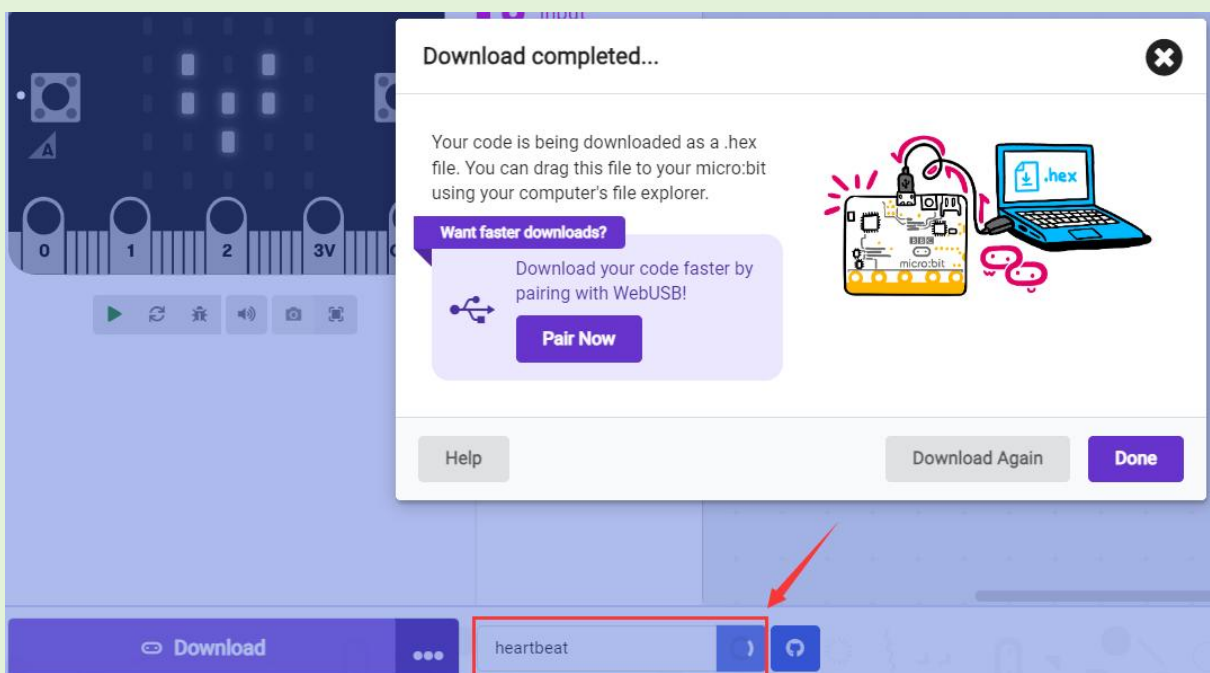 Input
Download completed...
Your code is being downloaded as a .hex
file. You can drag this file to your micro:bit
using your computer's file explorer.
.hex
BBC
micro:bit
Want faster downloads?
Download your code faster by
pairing with WebUSB!
Pair Now
A
0 1 2 3V
Help
Download Again
Done
Download
heartbeat